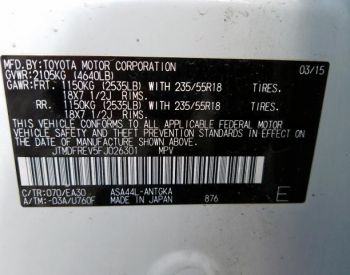 MFD.BY:TOYOTA MOTOR CORPORATION 03/15
GVWR:2105KG (4640LB)
GAWR:FRT. 1150KG (2535LB) WITH 235/55R18 TIRES.
18X7 1/2J RIMS.
RR. 1150KG (2535LB) WITH 235/55R18 TIRES.
18X7 1/2J RIMS.
THIS VEHICLE CONFORMS TO ALL APPLICABLE
FEDERAL MOTOR VEHICLE SAFETY STANDARDS
IN EFFECT ON THE DATE OF
MANUFACTURE SHOWN ABOVE.
JTMDFREV5FJ026301 MPV
C/TR:070/EA30 ASA44L-ANTGKA E
A/TM:-03A/U760F MADE IN JAPAN 876